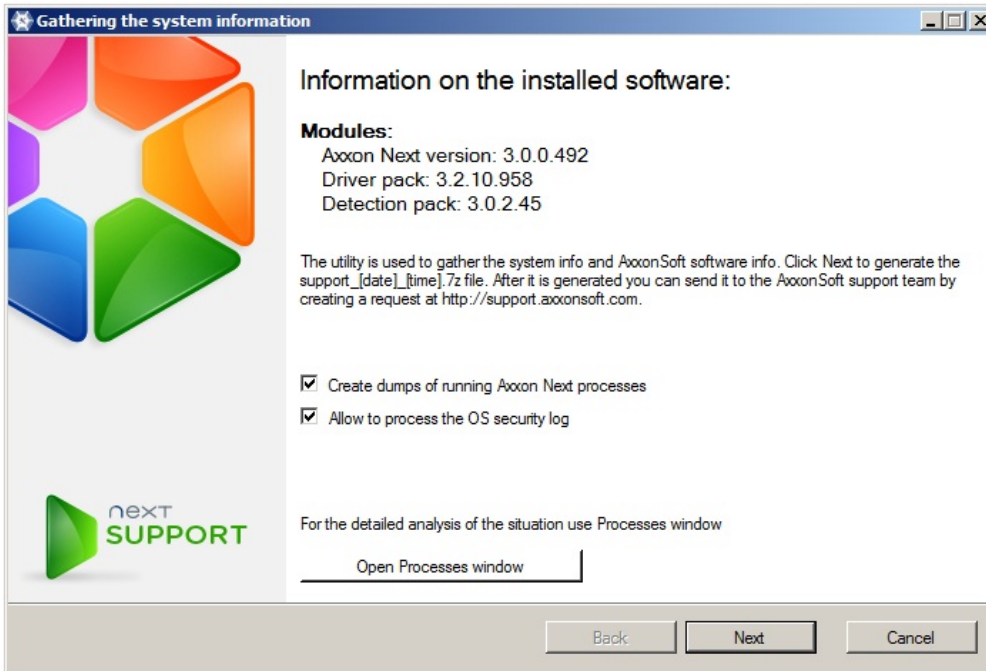 Gathering the system information
Information on the installed software:
Modules:
Axxon Next version: 3.0.0.492
Driver pack: 3.2.10.958
Detection pack: 3.0.2.45
The utility is used to gather the system info and AxxonSoft software info. Click Next to generate the
support_[date]_[time].7z file. After it is generated you can send it to the AxxonSoft support team by
creating a request at http://support.axxonsoft.com.
Create dumps of running Axxon Next processes
Allow to process the OS security log
next
SUPPORT
For the detailed analysis of the situation use Processes window
Open Processes window
Back
Next
Cancel